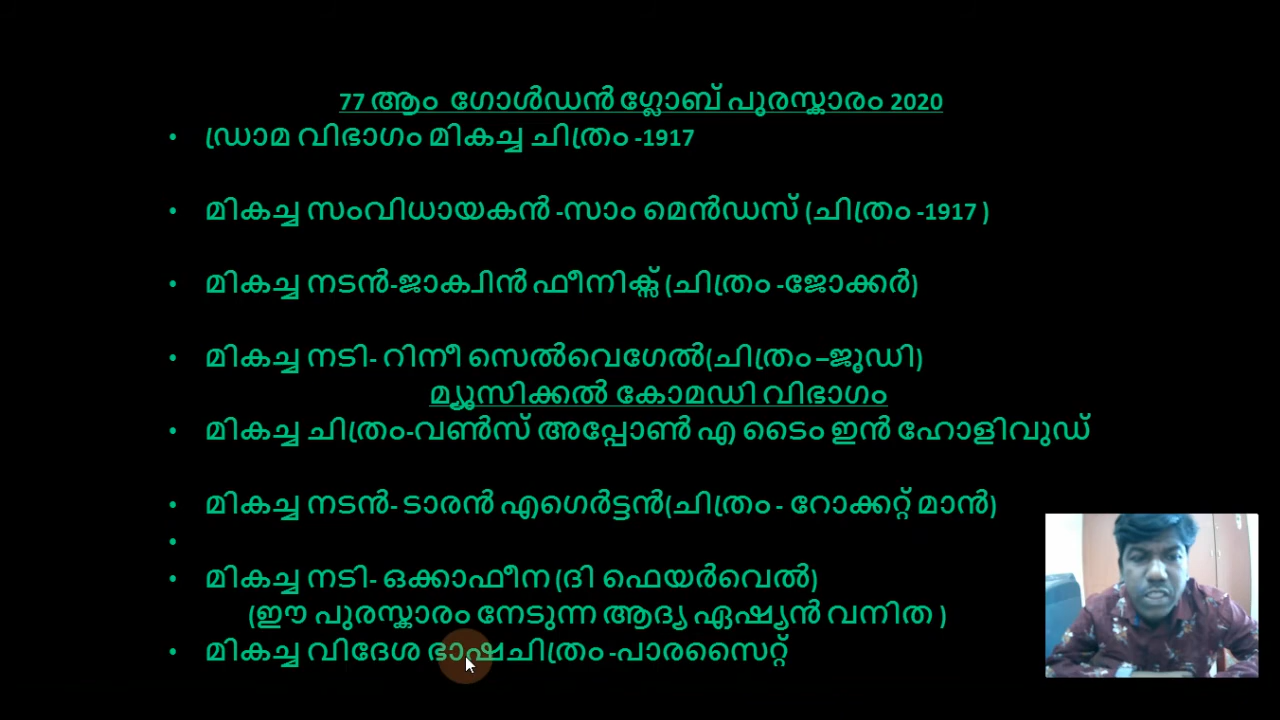 77 ആം ഗോൾഡൻ ഗ്ലോബ് പുരസ്കാരം 2020
• ഡ്രാമ വിഭാഗം മികച്ച ചിത്രം -1917
• മികച്ച സംവിധായകൻ -സാം മെൻഡസ് (ചിത്രം -1917 )
• മികച്ച നടൻ-ജാക്വിൻ ഫീനിക്സ് (ചിത്രം -ജോക്കർ)
• മികച്ച നടി- റിനീ സെൽവെഗേൽ(ചിത്രം –ജൂഡി)
മ്യൂസിക്കൽ കോമഡി വിഭാഗം
• മികച്ച ചിത്രം-വൺസ് അപ്പോൺ എ ടൈം ഇൻ ഹോളിവുഡ്
• മികച്ച നടൻ- ടാരൻ എഗെർട്ടൻ(ചിത്രം - റോക്കറ്റ് മാൻ)
•
• മികച്ച നടി- ഒക്കാഫീന (ദി ഫെയർവെൽ)
(ഈ പുരസ്കാരം നേടുന്ന ആദ്യ ഏഷ്യൻ വനിത )
• മികച്ച വിദേശ ഭാഷചിത്രം -പാരസൈറ്റ്